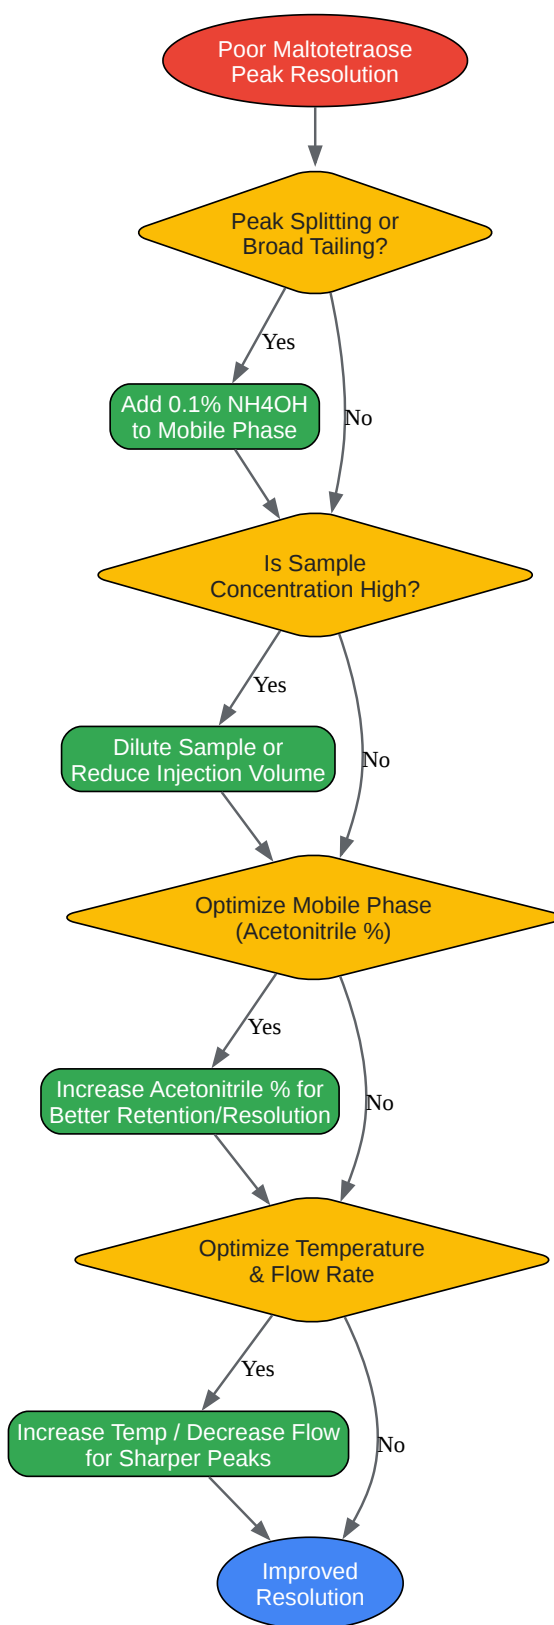 Poor Maltotetraose
Peak Resolution
Peak Splitting or
Broad Tailing?
Yes
Add 0.1% NH4OH
to Mobile Phase
No
Is Sample
Concentration High?
Yes
Dilute Sample or
Reduce Injection Volume
No
Optimize Mobile Phase
(Acetonitrile %)
Yes
Increase Acetonitrile % for
Better Retention/Resolution
No
Optimize Temperature
& Flow Rate
Yes
Increase Temp / Decrease Flow
for Sharper Peaks
No
Improved
Resolution